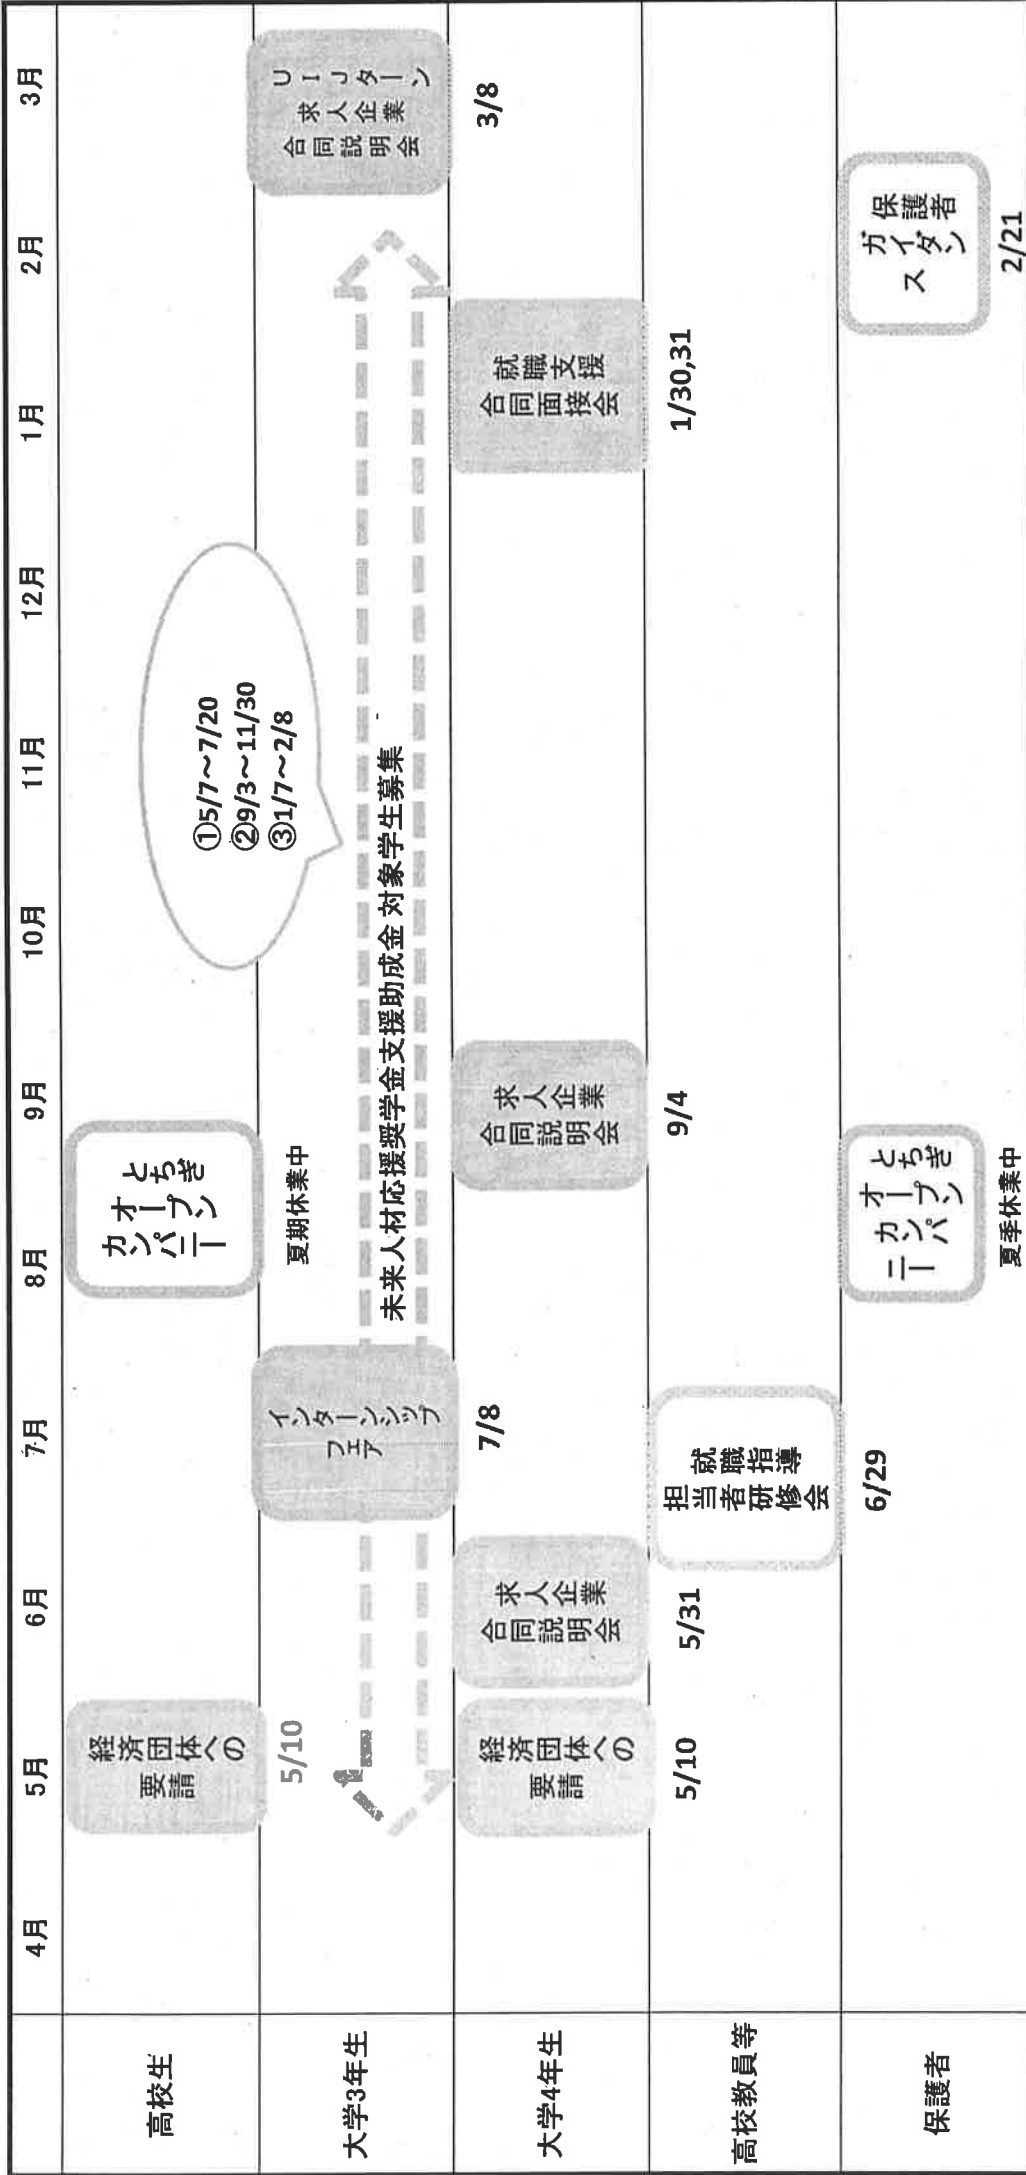 4月
5月
6月
7月
8月
9月
10月
11月
12月
1月
2月
3月
高校生
経済団体への
要請
5/10
とちぎ
オープン
カンパニー
夏期休業中
①5/7～7/20
②9/3～11/30
③1/7～2/8
大学3年生
インターンシップ
フェア
7/8
未来人材応援奨学金支援助成金 対象学生募集
UIJターン
求人企業
合同説明会
3/8
大学4年生
経済団体への
要請
5/10
求人企業
合同説明会
5/31
求人企業
合同説明会
9/4
就職支援
合同面接会
1/30,31
高校教員等
就職指導
担当者研修会
6/29
保護者
とちぎ
オープン
カンパ
ニー
夏季休業中
保護者
ガイダン
ス
2/21